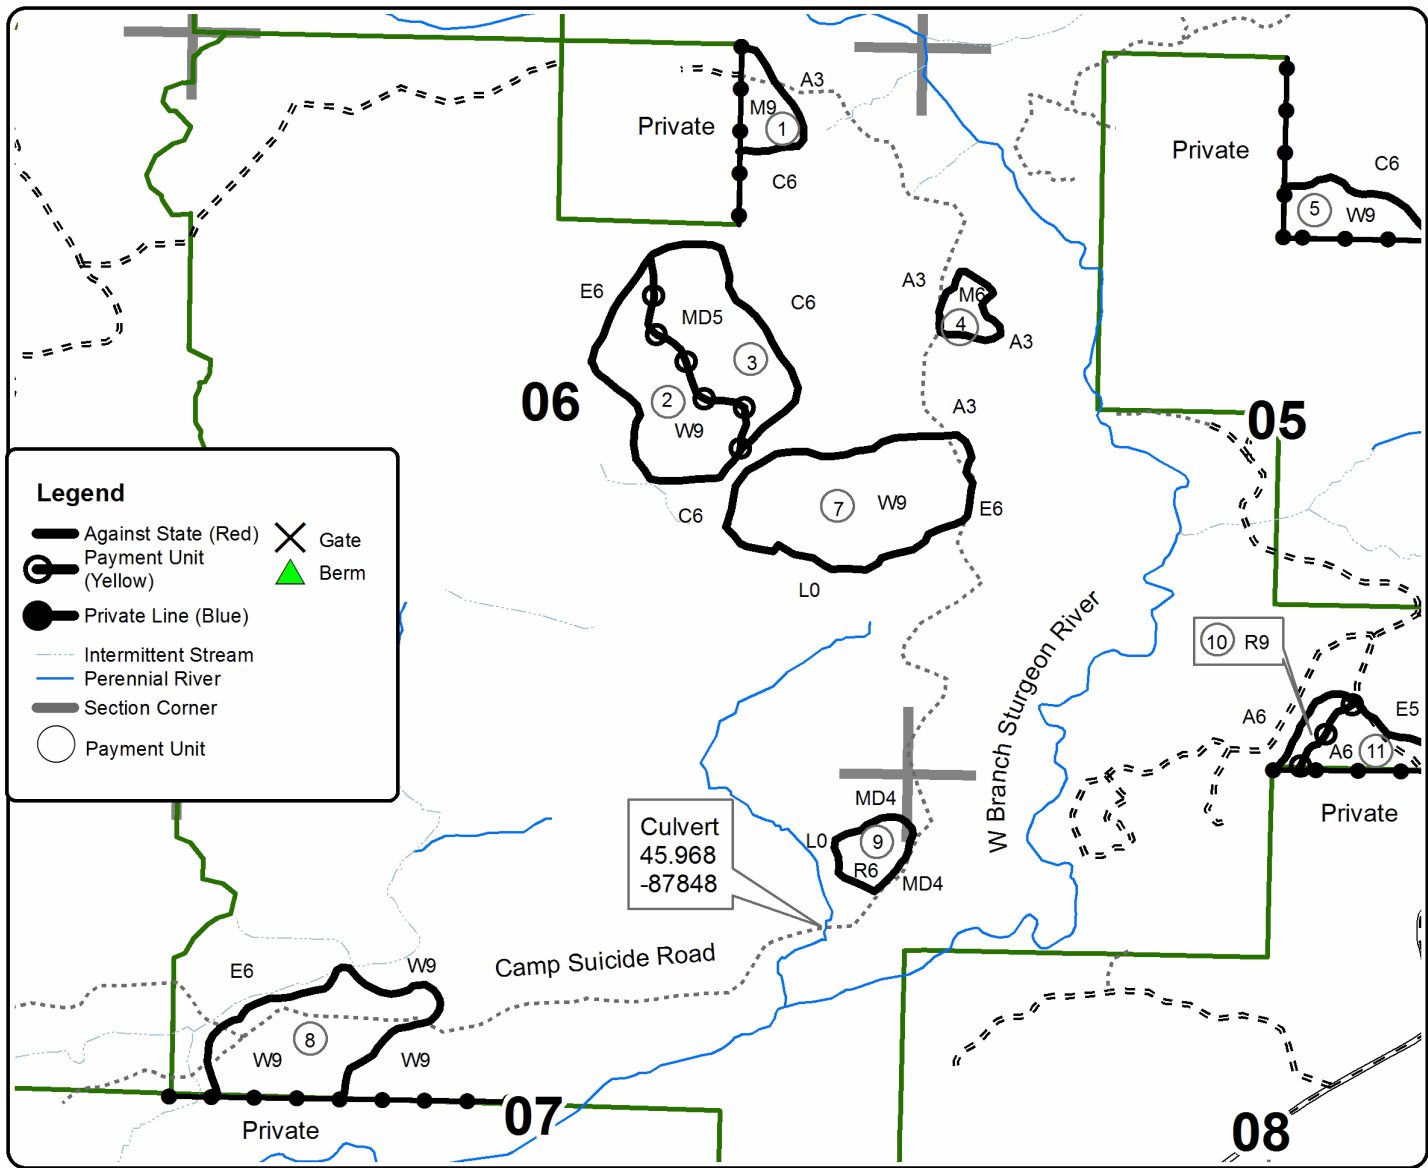 A3
M9
1
Private
C6
Private
C6
5
W9
E6
MD5
C6
3
2
W9
06
A3
M6
4
A3
A3
05
7
W9
C6
E6
L0
Legend
Against State (Red)
Payment Unit
(Yellow)
Private Line (Blue)
Intermittent Stream
Perennial River
Section Corner
Payment Unit
Gate
Berm
W Branch Sturgeon River
10 R9
A6
E5
A6
11
Private
Culvert
45.968
-87848
MD4
L0
9
R6
MD4
Camp Suicide Road
E6
W9
8
W9
W9
Private
07
08